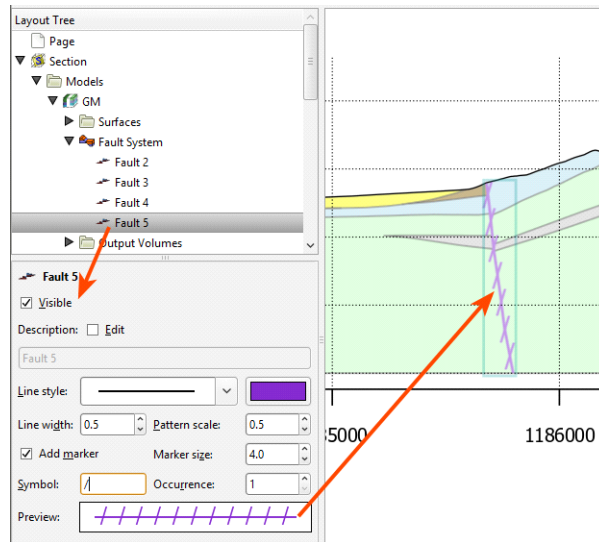 Layout Tree
Page
Section
Models
GM
Surfaces
Fault System
Fault 2
Fault 3
Fault 4
Fault 5
Output Volumes
Fault 5
Visible
Description: Edit
Fault 5
Line style:
Line width: 0.5 Pattern scale: 0.5
Add marker Marker size: 4.0
Symbol: / Occurrence: 1
Preview:
85000 1186000